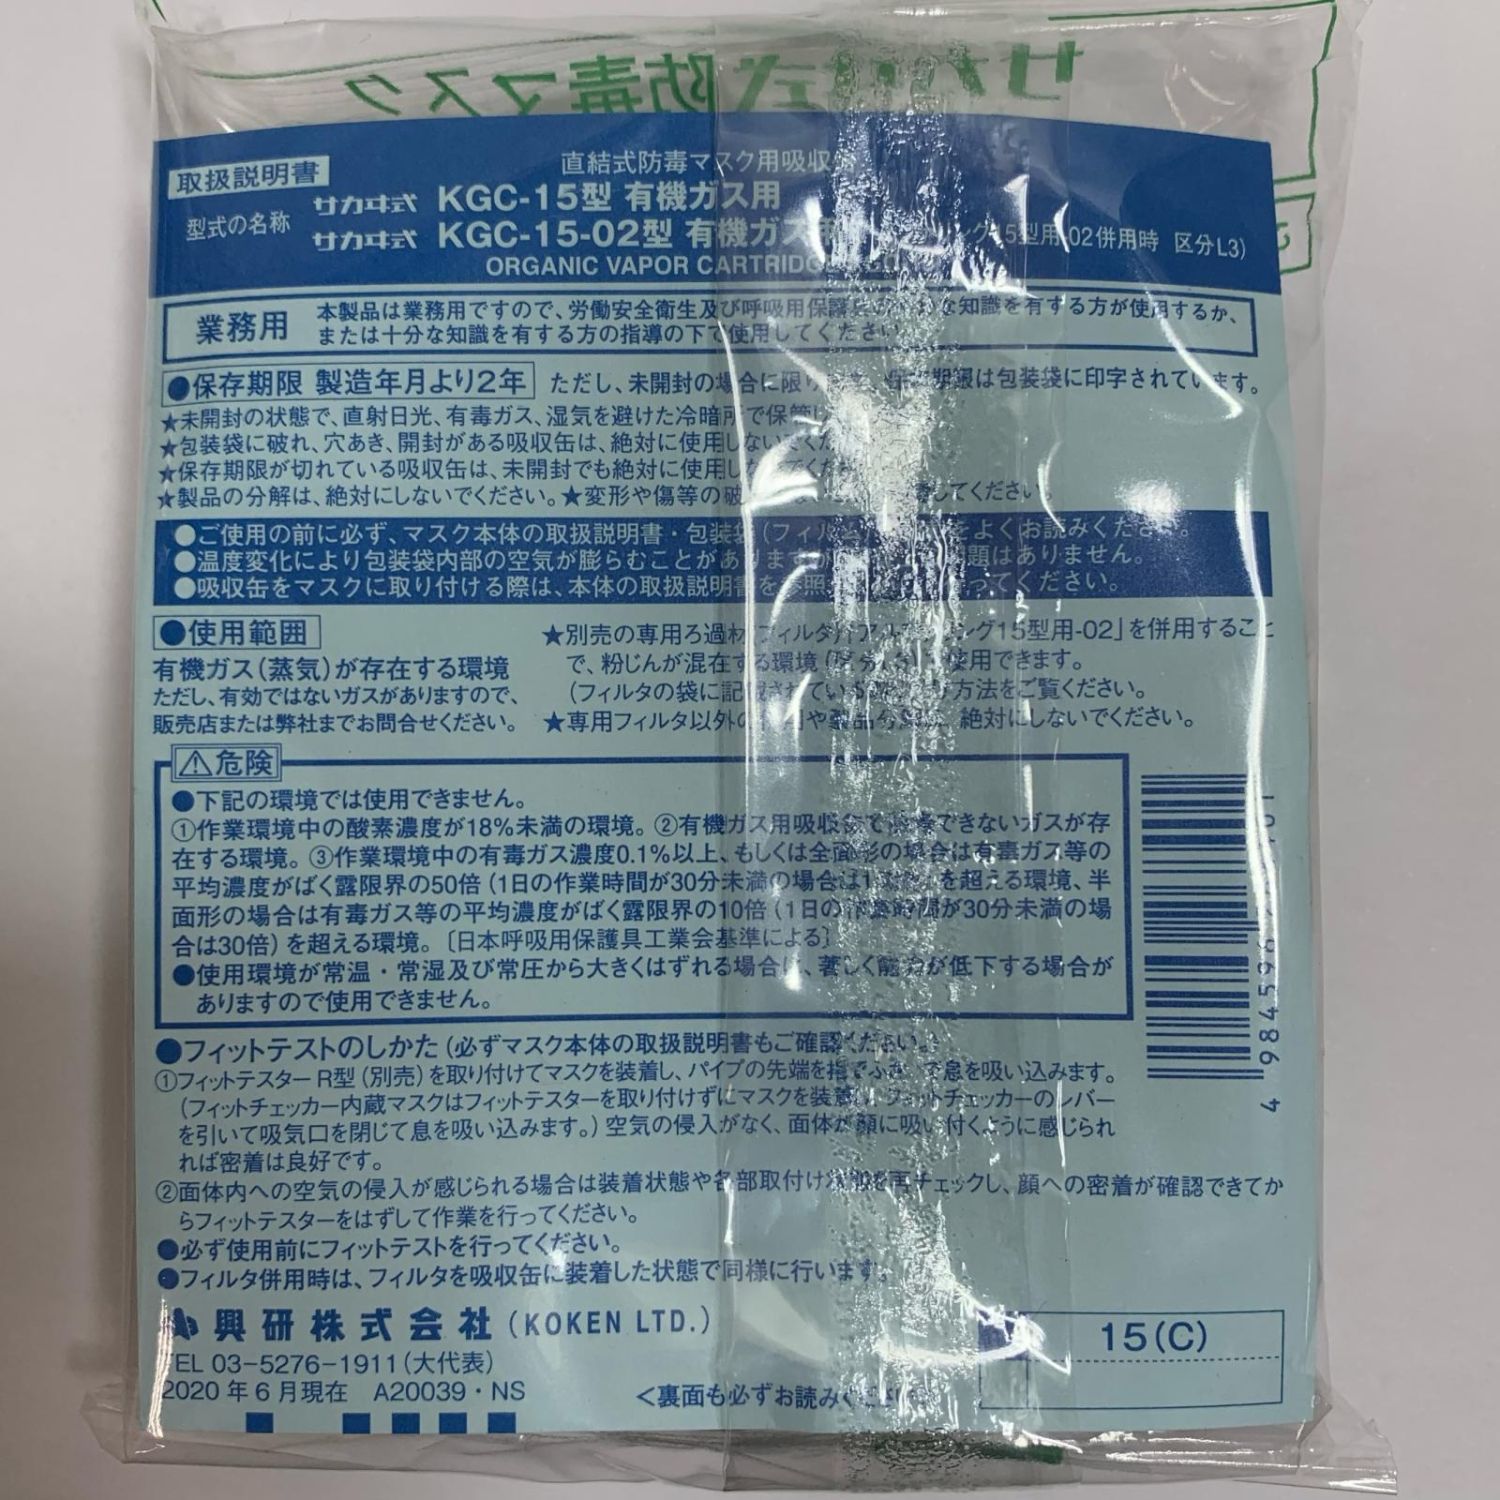 サカヰ式防毒マスク
取扱説明書
直結式防毒マスク用吸収
型式の名称
サカヰ式 KGC-15型 有機ガス用
サカヰ式 KGC-15-02型 有機ガス 15型用-02併用時 区分L3)
ORGANIC VAPOR CARTRIDGE
業務用
本製品は業務用ですので、労働安全衛生及び呼吸用保護具の 知識を有する方が使用するか、
または十分な知識を有する方の指導の下で使用してください
●保存期限 製造年月より2年 ただし、未開封の場合に限り 期限は包装袋に印字されています。
★未開封の状態で、直射日光、有毒ガス、湿気を避けた冷暗所で保管し
★包装袋に破れ、穴あき、開封がある吸収缶は、絶対に使用しないでくだ
★保存期限が切れている吸収缶は、未開封でも絶対に使用しないでくだ
★製品の分解は、絶対にしないでください。★変形や傷等の破 してください。
●ご使用の前に必ず、マスク本体の取扱説明書・包装袋(フィル をよくお読みください。
●温度変化により包装袋内部の空気が膨らむことがありますが 問題はありません。
●吸収缶をマスクに取り付ける際は、本体の取扱説明書を参照 ってください。
●使用範囲
有機ガス(蒸気)が存在する環境
ただし、有効ではないガスがありますので、
販売店または弊社までお問合せください。
★別売の専用ろ過材「フィルタ 15型用-02」を併用すること
で、粉じんが混在する環境 使用できます。
(フィルタの袋に記載されている 方法をご覧ください。
★専用フィルタ以外の 絶対にしないでください。
⚠危険
●下記の環境では使用できません。
①作業環境中の酸素濃度が18%未満の環境。②有機ガス用吸収缶で できないガスが存
在する環境。③作業環境中の有毒ガス濃度0.1%以上、もしくは全面形の場合は有毒ガス等の
平均濃度がばく露限界の50倍(1日の作業時間が30分未満の場合は を超える環境、半
面形の場合は有毒ガス等の平均濃度がばく露限界の10倍(1日の作業時間が30分未満の場
合は30倍)を超える環境。〔日本呼吸用保護具工業会基準による〕
●使用環境が常温・常湿及び常圧から大きくはずれる場合は、著しく能力が低下する場合が
ありますので使用できません。
●フィットテストのしかた(必ずマスク本体の取扱説明書もご確認ください。)
①フィットテスター R型(別売)を取り付けてマスクを装着し、パイプの先端を指でふさいで息を吸い込みます。
(フィットチェッカー内蔵マスクはフィットテスターを取り付けずにマスクを装着し、フィットチェッカーのレバー
を引いて吸気口を閉じて息を吸い込みます。)空気の侵入がなく、面体が顔に吸い付くように感じられ
れば密着は良好です。
②面体内への空気の侵入が感じられる場合は装着状態や各部取付け状態を再チェックし、顔への密着が確認できてか
らフィットテスターをはずして作業を行ってください。
●必ず使用前にフィットテストを行ってください。
●フィルタ併用時は、フィルタを吸収缶に装着した状態で同様に行います。
興研株式会社(KOKEN LTD.)
TEL 03-5276-1911(大代表)
2020年6月現在 A20039・NS
<裏面も必ずお読みください
15(C)